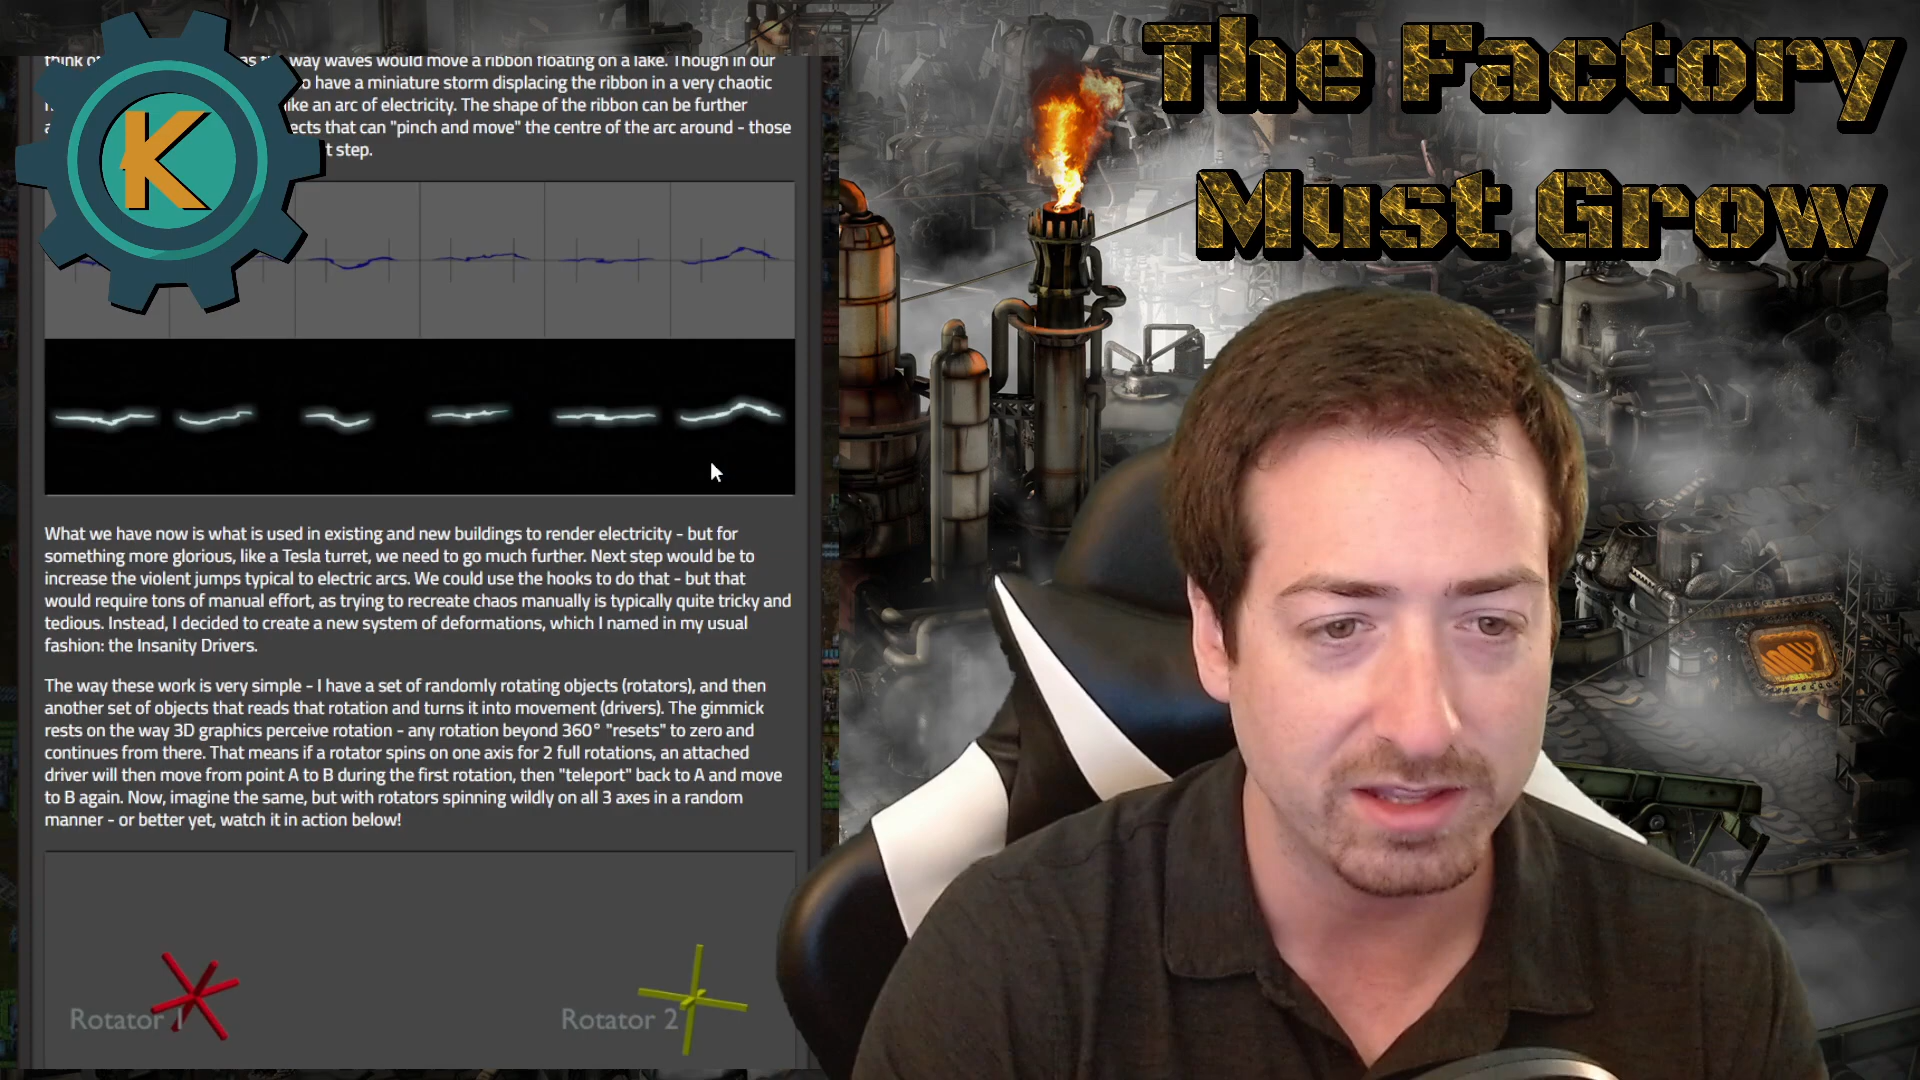 The Factory
Must Grow
K
think of
as the way waves would move a ribbon floating on a lake. Though in our
o have a miniature storm displacing the ribbon in a very chaotic
ike an arc of electricity. The shape of the ribbon can be further
ects that can "pinch and move" the centre of the arc around - those
t step.
What we have now is what is used in existing and new buildings to render electricity - but for
something more glorious, like a Tesla turret, we need to go much further. Next step would be to
increase the violent jumps typical to electric arcs. We could use the hooks to do that - but that
would require tons of manual effort, as trying to recreate chaos manually is typically quite tricky and
tedious. Instead, I decided to create a new system of deformations, which I named in my usual
fashion: the Insanity Drivers.
The way these work is very simple - I have a set of randomly rotating objects (rotators), and then
another set of objects that reads that rotation and turns it into movement (drivers). The gimmick
rests on the way 3D graphics perceive rotation - any rotation beyond 360° "resets" to zero and
continues from there. That means if a rotator spins on one axis for 2 full rotations, an attached
driver will then move from point A to B during the first rotation, then "teleport" back to A and move
to B again. Now, imagine the same, but with rotators spinning wildly on all 3 axes in a random
manner - or better yet, watch it in action below!
Rotator 1
Rotator 2